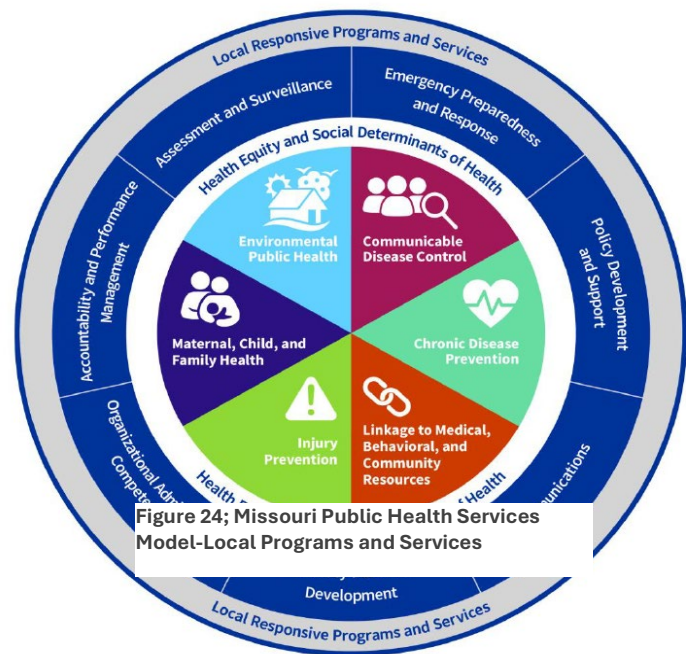 Local Responsive Programs and Services
Assessment and Surveillance
Emergency Preparedness
and Response
Health Equity and Social Determinants of Health
Accountability and Performance
Management
Policy Development
and Support
Environmental
Public Health
Communicable
Disease Control
Maternal, Child, and
Family Health
Chronic Disease
Prevention
Injury
Prevention
Linkage to Medical,
Behavioral, and
Community
Resources
Organizational
Health
of Health
Figure 24; Missouri Public Health Services
Model-Local Programs and Services
Development
Local Responsive Programs and Services